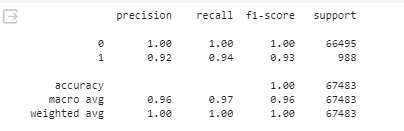 precision recall f1-score support
0 1.00 1.00 1.00 66495
1 0.92 0.94 0.93 988
accuracy 1.00 67483
macro avg 0.96 0.97 0.96 67483
weighted avg 1.00 1.00 1.00 67483